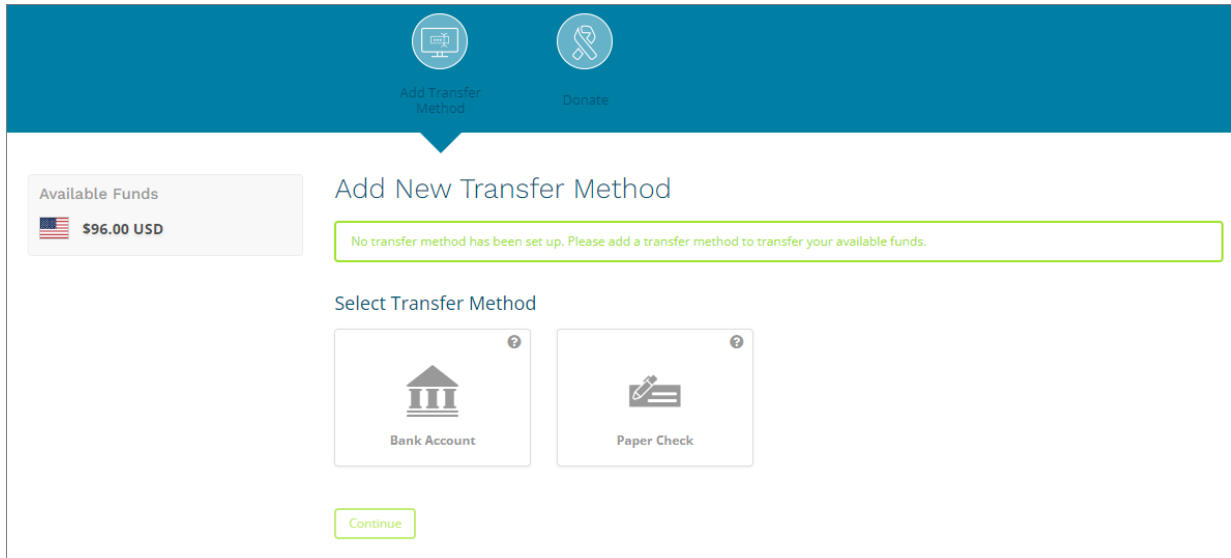 Add Transfer
Method
Donate
Available Funds
$96.00 USD
Add New Transfer Method
No transfer method has been set up. Please add a transfer method to transfer your available funds.
Select Transfer Method
Bank Account
Paper Check
Continue